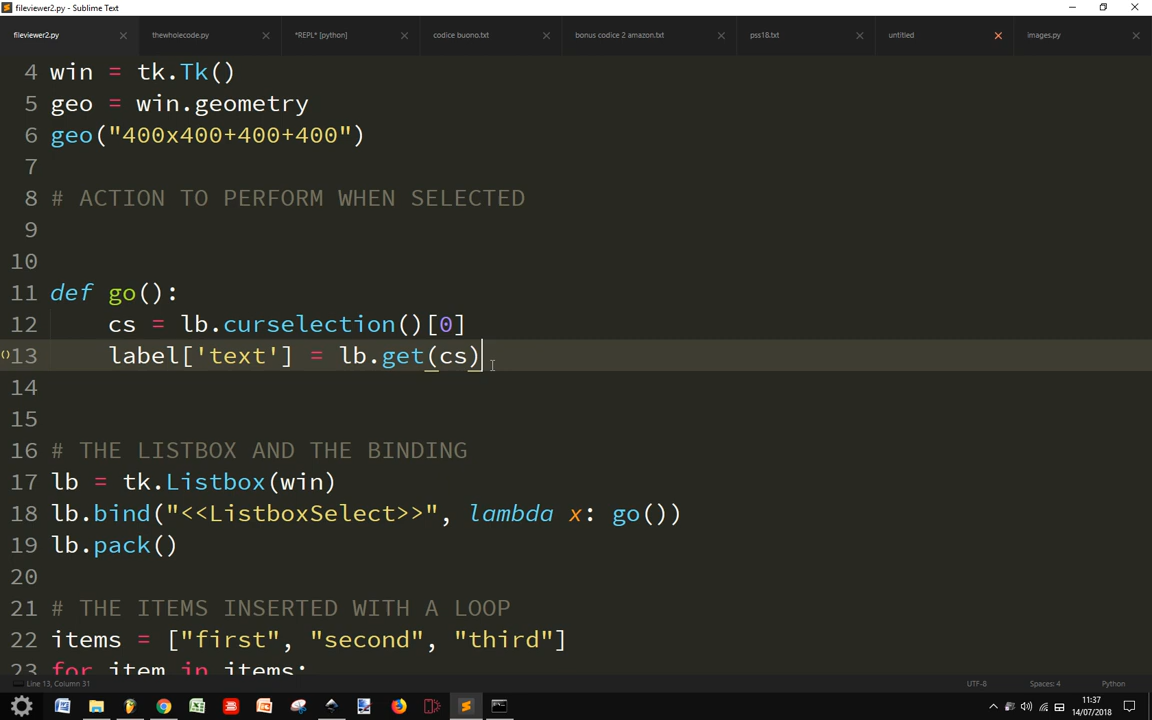 fileviewer2.py - Sublime Text
fileviewer2.py thewholecode.py *REPL* [python] codice buono.txt bonus codice 2 amazon.txt pss18.txt untitled images.py
4 win = tk.Tk()
5 geo = win.geometry
6 geo("400x400+400+400")
7
8 # ACTION TO PERFORM WHEN SELECTED
9
10
11 def go():
12 cs = lb.curselection()[0]
13 label['text'] = lb.get(cs)
14
15
16 # THE LISTBOX AND THE BINDING
17 lb = tk.Listbox(win)
18 lb.bind("<<ListboxSelect>>", lambda x: go())
19 lb.pack()
20
21 # THE ITEMS INSERTED WITH A LOOP
22 items = ["first", "second", "third"]
23 for item in items:
Line 13, Column 31 UTF-8 Spaces: 4 Python
11:37
14/07/2018